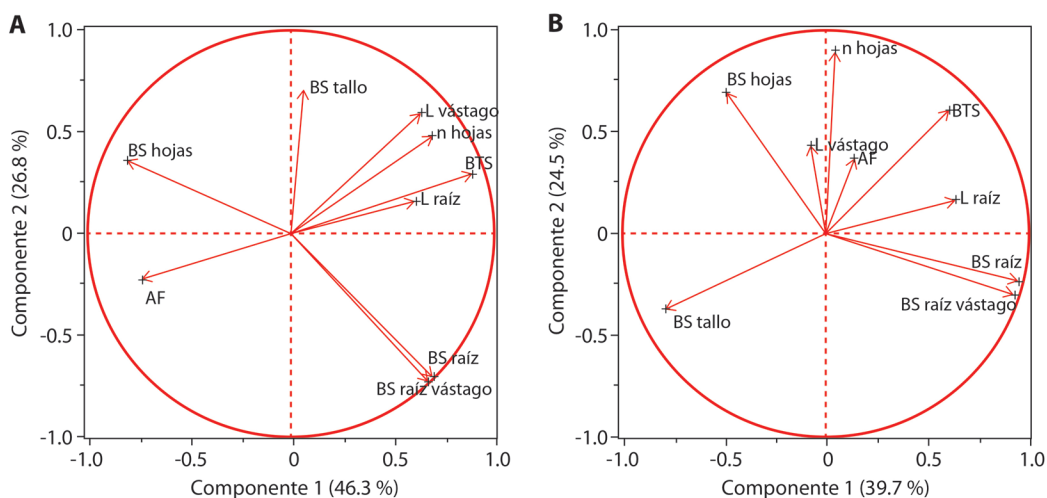 A
1.0
0.5
0
-0.5
-1.0
Componente 2 (26.8 %)
BS tallo
L vástago
n hojas
BS hojas
BTS
L raíz
AF
BS raíz
BS raíz vástago
-1.0
-0.5
0
0.5
1.0
Componente 1 (46.3 %)
B
1.0
0.5
0
-0.5
-1.0
Componente 2 (24.5 %)
n hojas
BS hojas
BTS
L vástago
AF
L raíz
BS raíz
BS raíz vástago
BS tallo
-1.0
-0.5
0
0.5
1.0
Componente 1 (39.7 %)